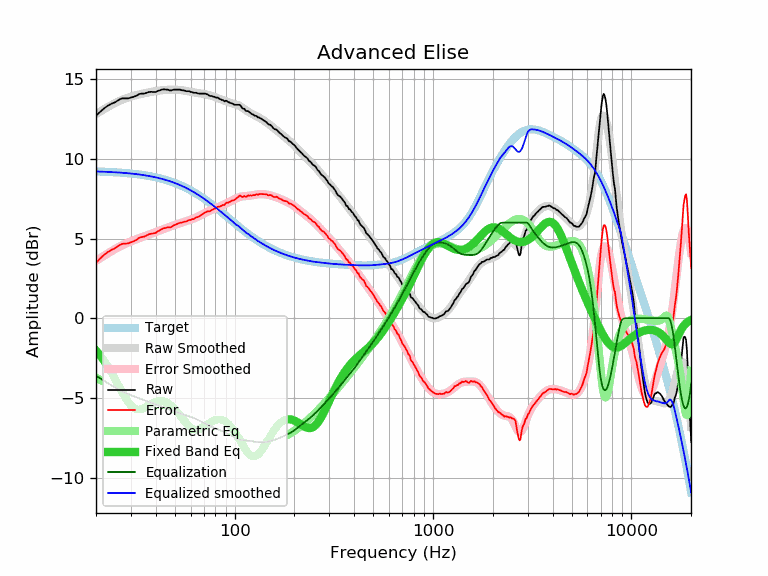 Advanced Elise
15
10
5
0
−5
−10
Amplitude (dBr)
Target
Raw Smoothed
Error Smoothed
Raw
Error
Parametric Eq
Fixed Band Eq
Equalization
Equalized smoothed
100
1000
10000
Frequency (Hz)